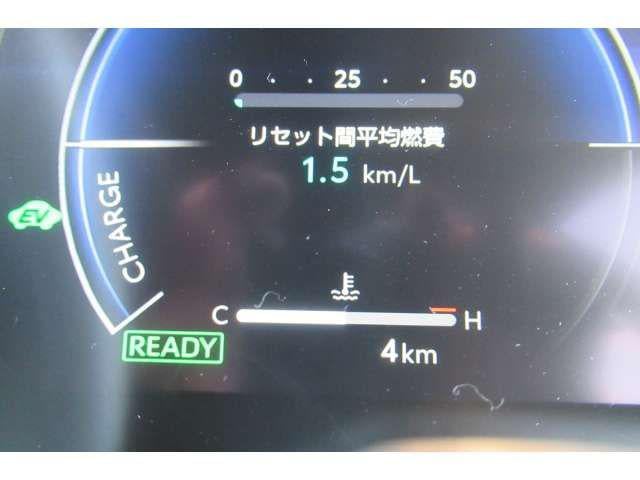 0 · · 25 · · 50
リセット間平均燃費
1.5 km/L
EV
CHARGE
C H
READY
4km